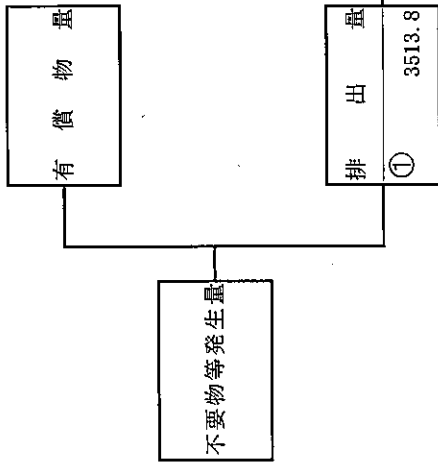 不要物等発生量
有償物量
排出量
①
3513.8